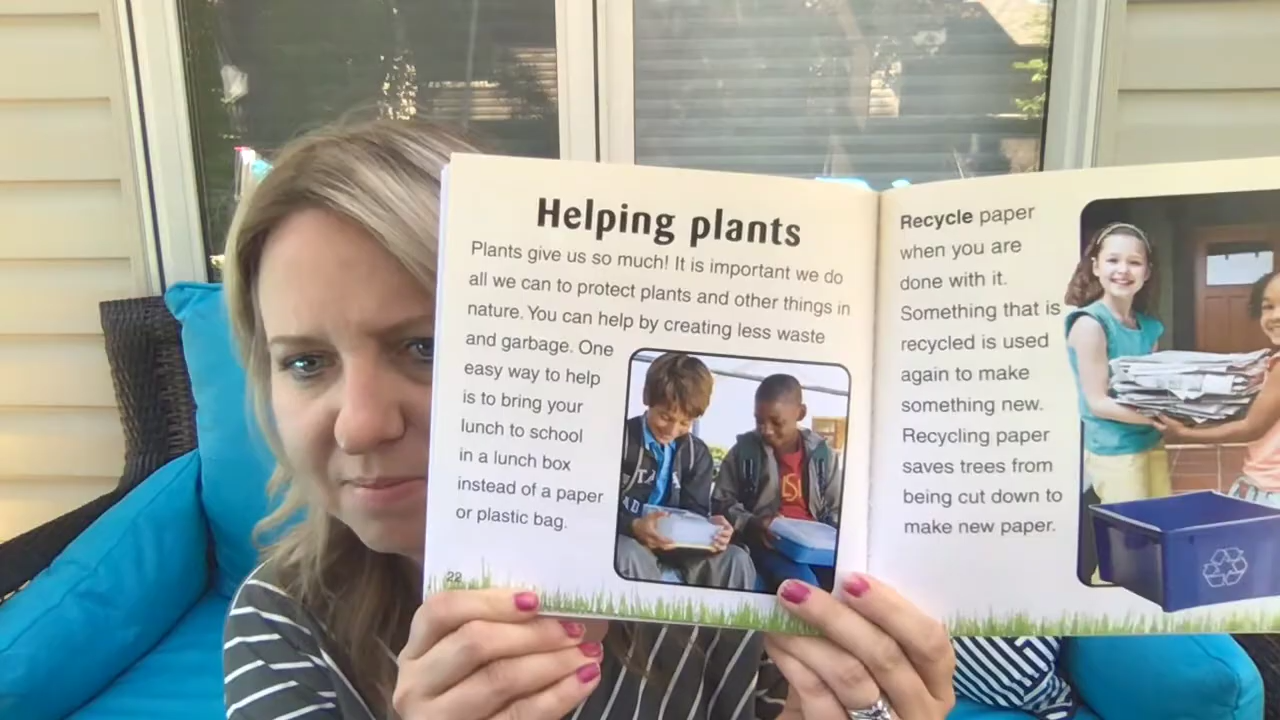 Helping plants
Plants give us so much! It is important we do
all we can to protect plants and other things in
nature. You can help by creating less waste
and garbage. One
easy way to help
is to bring your
lunch to school
in a lunch box
instead of a paper
or plastic bag.
22
Recycle paper
when you are
done with it.
Something that is
recycled is used
again to make
something new.
Recycling paper
saves trees from
being cut down to
make new paper.